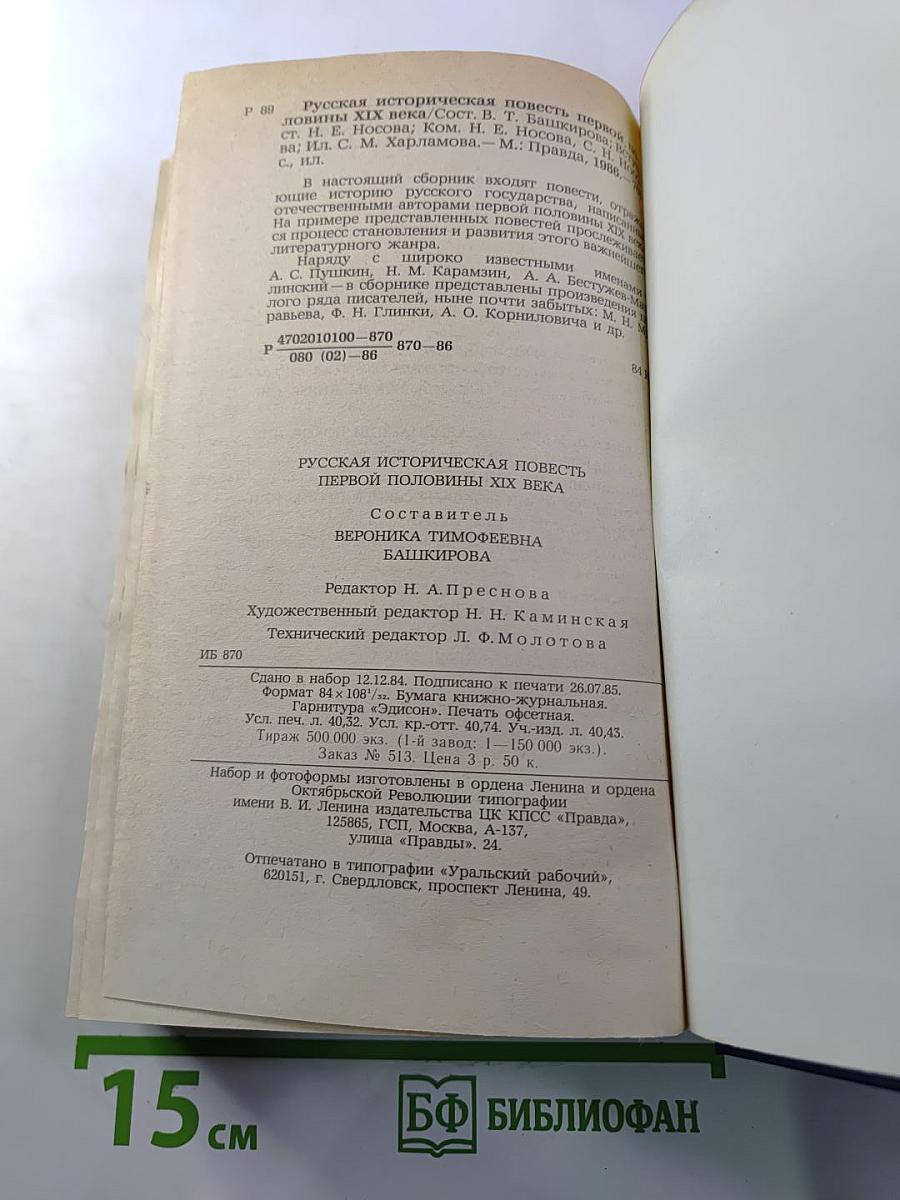 Р 89 Русская историческая повесть первой
ловины XIX века/Сост. В. Т. Башкирова;
ст. Н. Е. Носова; Ком. Н. Е. Носова, С. Н.
ва; Ил. С. М. Харламова.— М.: Правда, 1986.—
с., ил.
В настоящий сборник входят повести,
ющие историю русского государства,
отечественными авторами первой половины XIX
На примере представленных повестей
ся процесс становления и развития этого
литературного жанра.
Наряду с широко известными именами
А. С. Пушкин, Н. М. Карамзин, А. А.
линский — в сборнике представлены произведения
лого ряда писателей, ныне почти забытых: М. Н.
равьева, Ф. Н. Глинки, А. О. Корниловича и др.
Р 4702010100—870 870—86
080 (02)—86
84
РУССКАЯ ИСТОРИЧЕСКАЯ ПОВЕСТЬ
ПЕРВОЙ ПОЛОВИНЫ XIX ВЕКА
Составитель
ВЕРОНИКА ТИМОФЕЕВНА
БАШКИРОВА
Редактор Н. А. Преснова
Художественный редактор Н. Н. Каминская
Технический редактор Л. Ф. Молотова
ИБ 870
Сдано в набор 12.12.84. Подписано к печати 26.07.85.
Формат 84×108¹/₃₂. Бумага книжно-журнальная.
Гарнитура «Эдисон». Печать офсетная.
Усл. печ. л. 40,32. Усл. кр.-отт. 40,74. Уч.-изд. л. 40,43.
Тираж 500 000 экз. (1-й завод: 1—150 000 экз.).
Заказ № 513. Цена 3 р. 50 к.
Набор и фотоформы изготовлены в ордена Ленина и ордена
Октябрьской Революции типографии
имени В. И. Ленина издательства ЦК КПСС «Правда»,
125865, ГСП, Москва, А-137,
улица «Правды». 24.
Отпечатано в типографии «Уральский рабочий»,
620151, г. Свердловск, проспект Ленина, 49.
15 см БФ БИБЛИОФАН